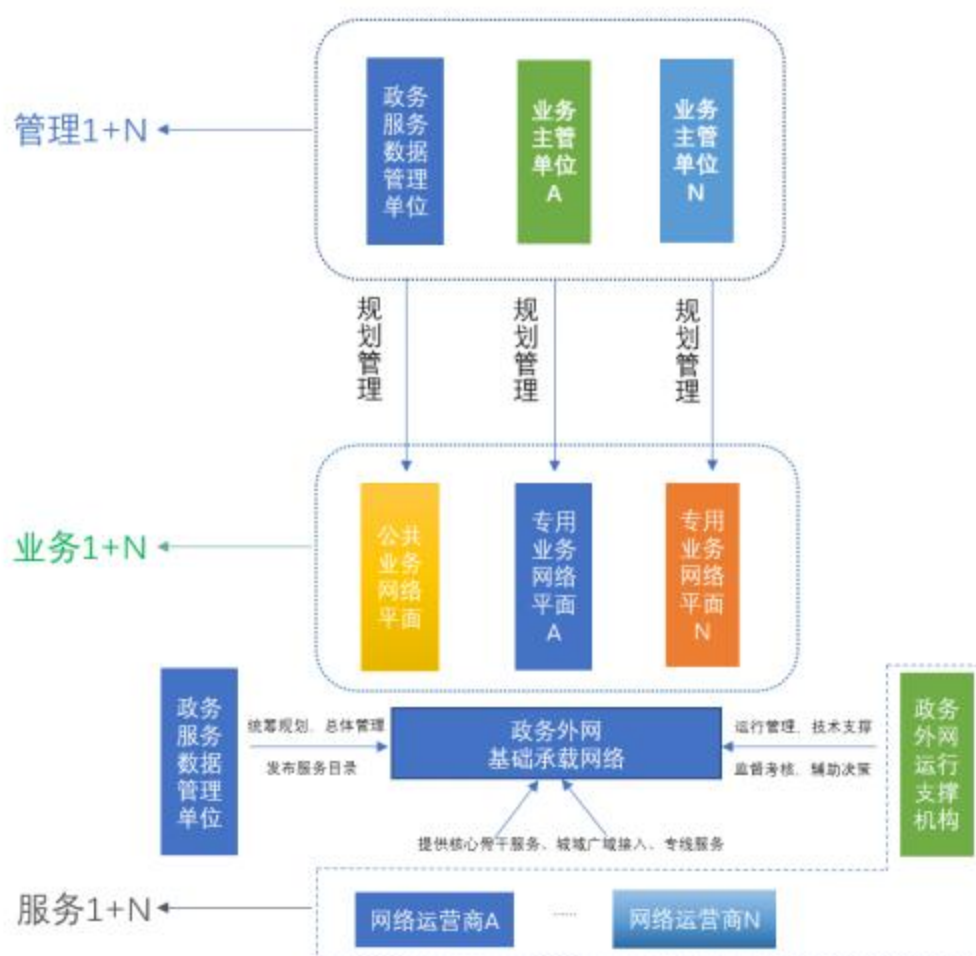 管理1+N
政务
服务
数据
管理
单位
业务
主管
单位
A
业务
主管
单位
N
规划管理
规划管理
规划管理
业务1+N
公共
业务
网络
平面
专用
业务
网络
平面
A
专用
业务
网络
平面
N
政务
服务
数据
管理
单位
统筹规划、总体管理
发布服务目录
政务外网
基础承载网络
运行管理、技术支撑
监督考核、辅助决策
政务
外网
运行
支撑
机构
提供核心骨干服务、城域广域接入、专线服务
服务1+N
网络运营商A
......
网络运营商N